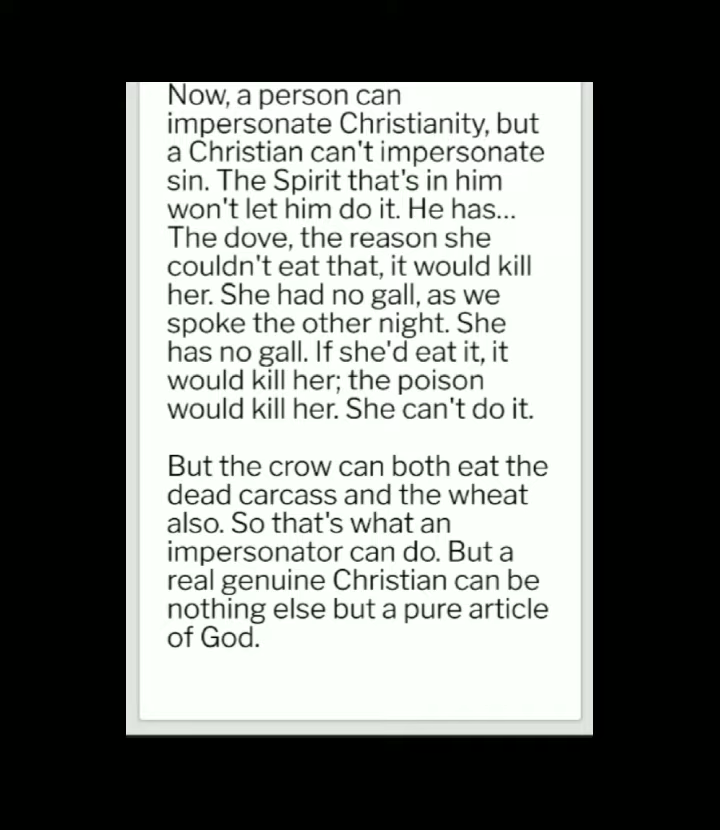 Now, a person can
impersonate Christianity, but
a Christian can't impersonate
sin. The Spirit that's in him
won't let him do it. He has...
The dove, the reason she
couldn't eat that, it would kill
her. She had no gall, as we
spoke the other night. She
has no gall. If she'd eat it, it
would kill her; the poison
would kill her. She can't do it.
But the crow can both eat the
dead carcass and the wheat
also. So that's what an
impersonator can do. But a
real genuine Christian can be
nothing else but a pure article
of God.